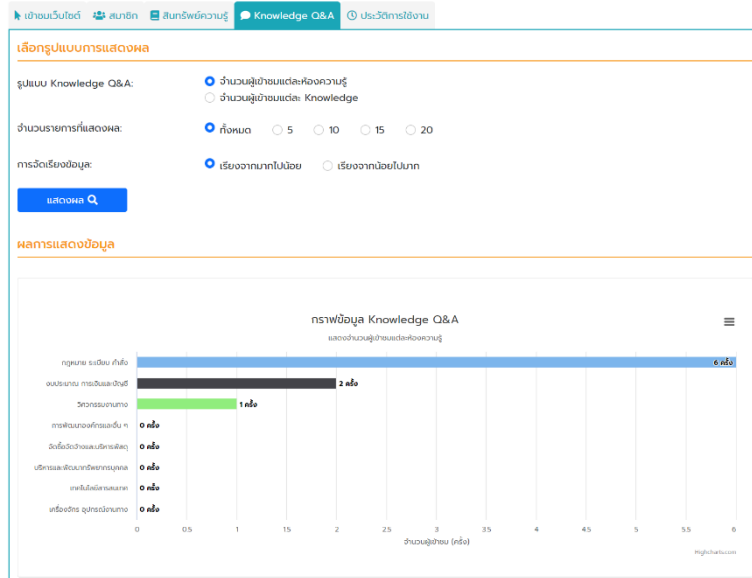 เข้าชมเว็บไซต์ สมาชิก สินทรัพย์ความรู้ Knowledge Q&A ประวัติการใช้งาน
เลือกรูปแบบการแสดงผล
รูปแบบ Knowledge Q&A: จำนวนผู้เข้าชมแต่ละห้องความรู้
จำนวนผู้เข้าชมแต่ละ Knowledge
จำนวนรายการที่แสดงผล: ทั้งหมด 5 10 15 20
การจัดเรียงข้อมูล: เรียงจากมากไปน้อย เรียงจากน้อยไปมาก
แสดงผล
ผลการแสดงข้อมูล
กราฟข้อมูล Knowledge Q&A
แสดงจำนวนผู้เข้าชมแต่ละห้องความรู้
กฎหมาย ระเบียบ คำสั่ง 6 ครั้ง
งบประมาณ การเงินและบัญชี 2 ครั้ง
วิศวกรรมงานทาง 1 ครั้ง
การพัฒนาองค์กรและอื่น ๆ 0 ครั้ง
จัดซื้อจัดจ้างและบริหารพัสดุ 0 ครั้ง
บริหารและพัฒนาทรัพยากรบุคคล 0 ครั้ง
เทคโนโลยีสารสนเทศ 0 ครั้ง
เครื่องจักร อุปกรณ์งานทาง 0 ครั้ง
0 0.5 1 1.5 2 2.5 3 3.5 4 4.5 5 5.5 6
จำนวนผู้เข้าชม (ครั้ง)
Highcharts.com